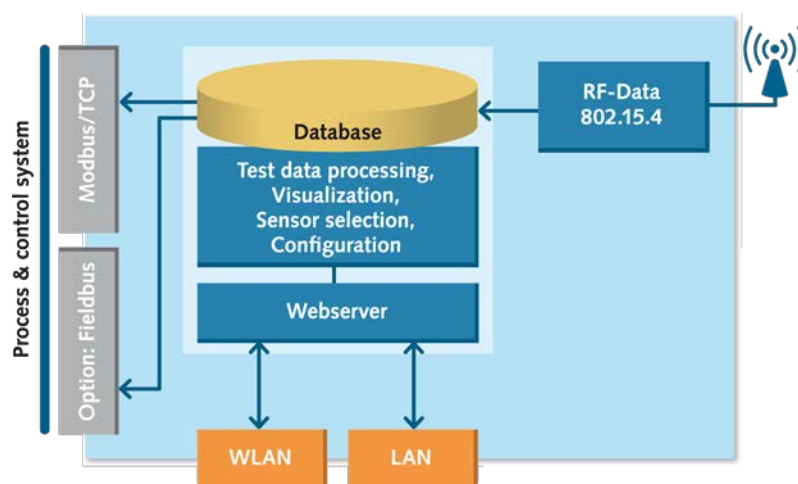 Process & control system
Modbus/TCP
Option: Fieldbus
Database
Test data processing,
Visualization,
Sensor selection,
Configuration
Webserver
RF-Data
802.15.4
WLAN
LAN